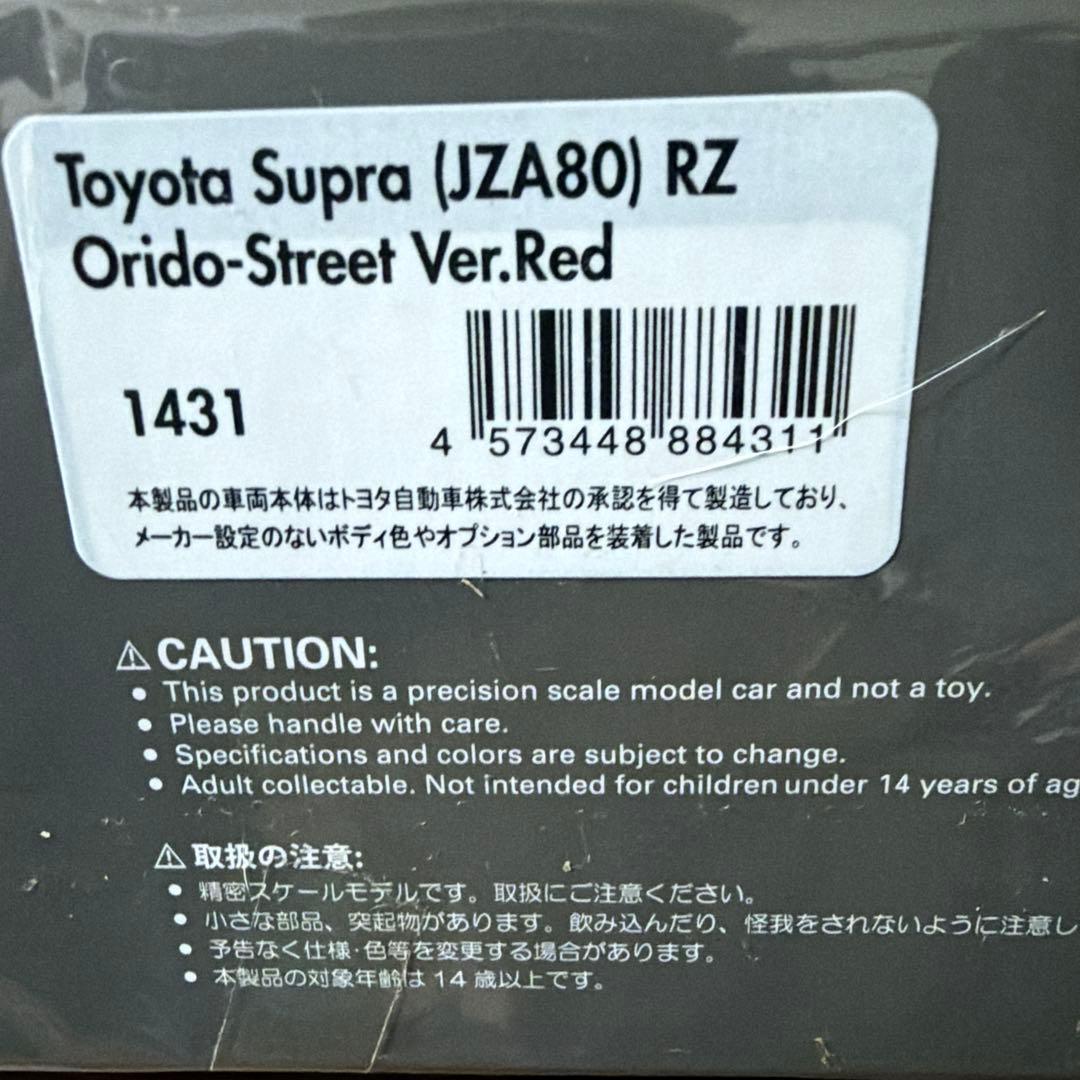 Toyota Supra (JZA80) RZ
Orido-Street Ver.Red
1431
4 573448 884311
本製品の車両本体はトヨタ自動車株式会社の承認を得て製造しており、
メーカー設定のないボディ色やオプション部品を装着した製品です。
⚠ CAUTION:
• This product is a precision scale model car and not a toy.
• Please handle with care.
• Specifications and colors are subject to change.
• Adult collectable. Not intended for children under 14 years of ag
⚠ 取扱の注意:
• 精密スケールモデルです。取扱にご注意ください。
• 小さな部品、突起物があります。飲み込んだり、怪我をされないように注意し
• 予告なく仕様・色等を変更する場合があります。
• 本製品の対象年齢は 14 歳以上です。